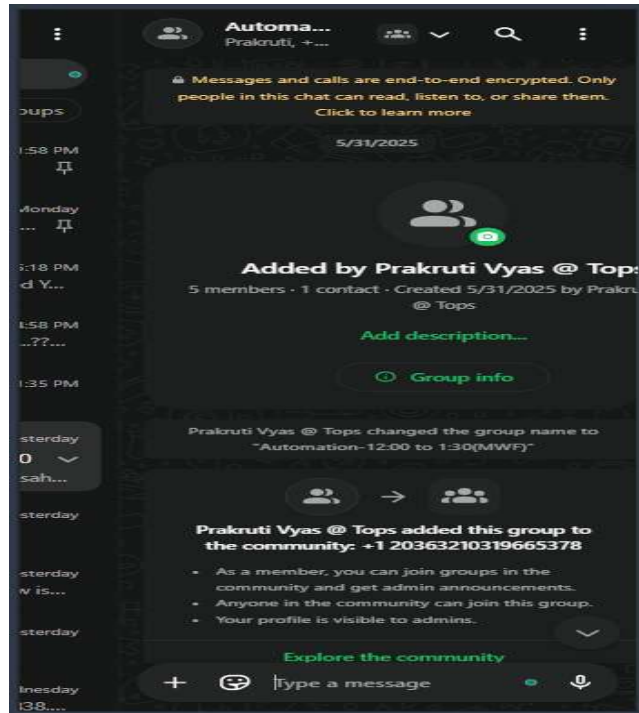 Automa...
Prakruti, +...
oups
:58 PM
Monday
...
:18 PM
d Y...
:58 PM
...??...
:35 PM
sterday
0
sah...
sterday
sterday
w is...
sterday
dnesday
38....
Messages and calls are end-to-end encrypted. Only
people in this chat can read, listen to, or share them.
Click to learn more
5/31/2025
Added by Prakruti Vyas @ Tops
5 members · 1 contact · Created 5/31/2025 by Prakru
@ Tops
Add description...
Group info
Prakruti Vyas @ Tops changed the group name to
"Automation-12:00 to 1:30(MWF)"
Prakruti Vyas @ Tops added this group to
the community: +1 20363210319665378
• As a member, you can join groups in the
community and get admin announcements.
• Anyone in the community can join this group.
• Your profile is visible to admins.
Explore the community
Type a message